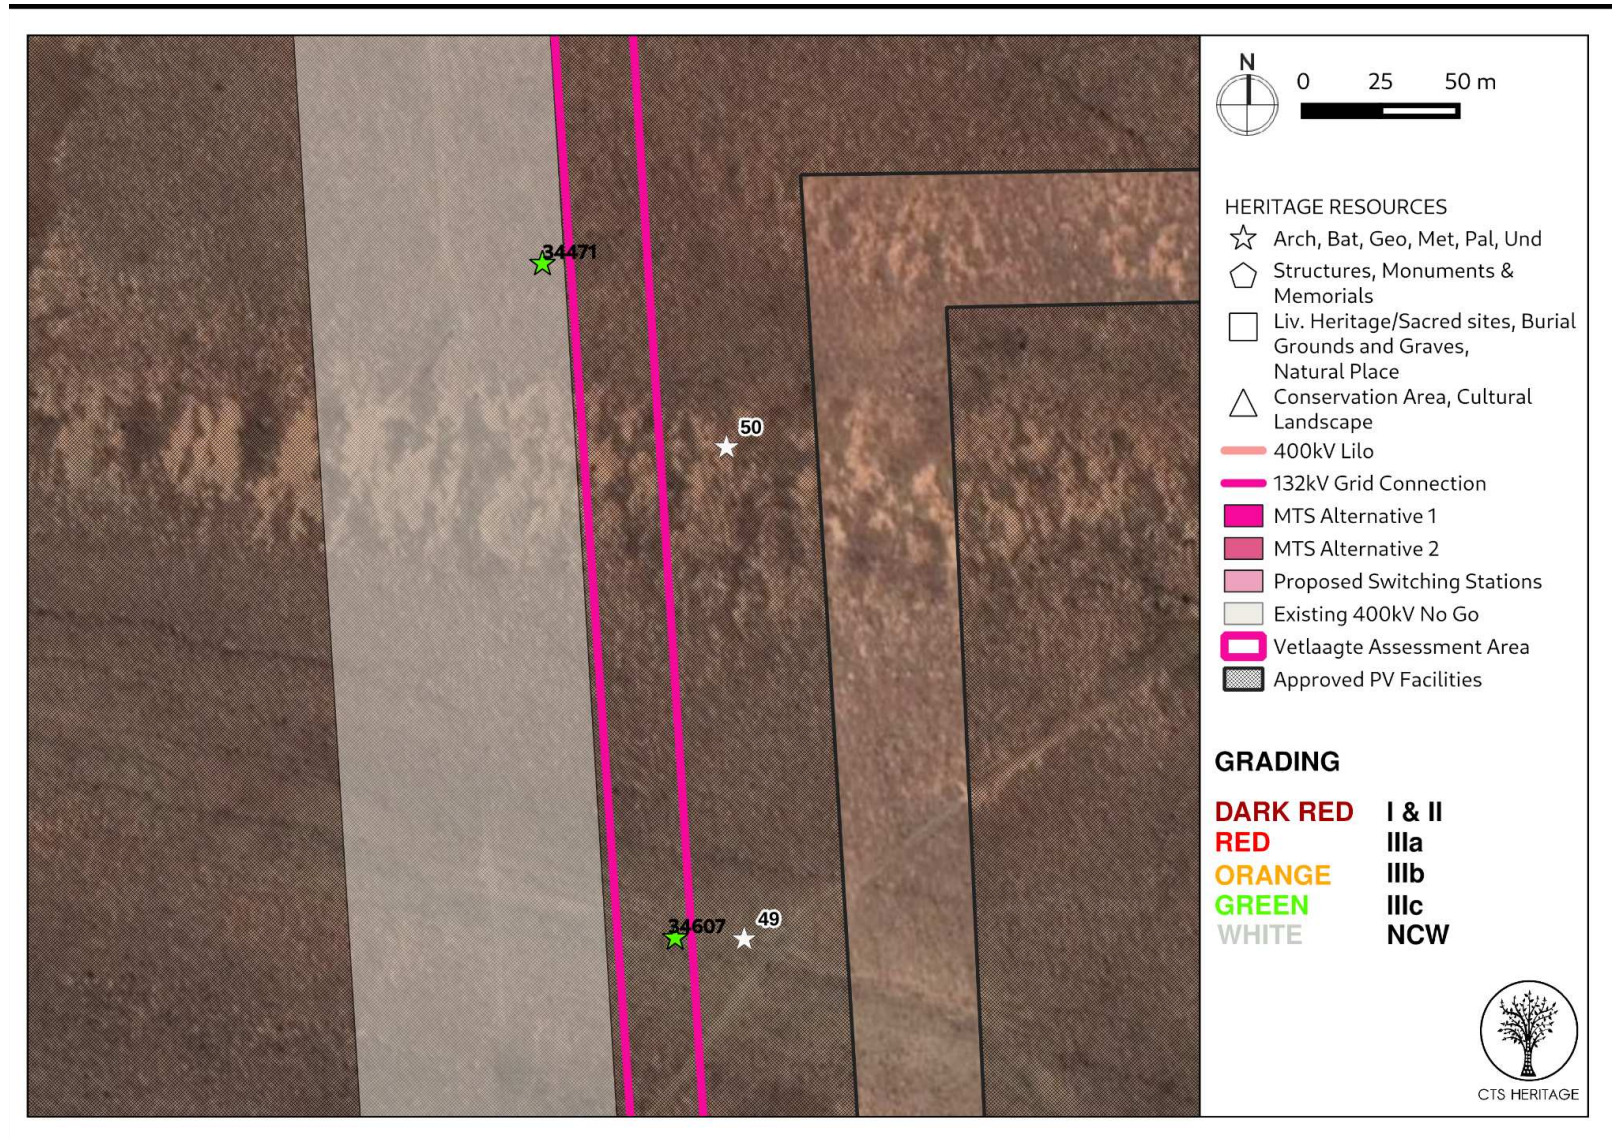 34471
50
34607
49
N
0 25 50 m
HERITAGE RESOURCES
Arch, Bat, Geo, Met, Pal, Und
Structures, Monuments &
Memorials
Liv. Heritage/Sacred sites, Burial
Grounds and Graves,
Natural Place
Conservation Area, Cultural
Landscape
400kV Lilo
132kV Grid Connection
MTS Alternative 1
MTS Alternative 2
Proposed Switching Stations
Existing 400kV No Go
Vetlaagte Assessment Area
Approved PV Facilities
GRADING
DARK RED I & II
RED IIIa
ORANGE IIIb
GREEN IIIc
WHITE NCW
CTS HERITAGE